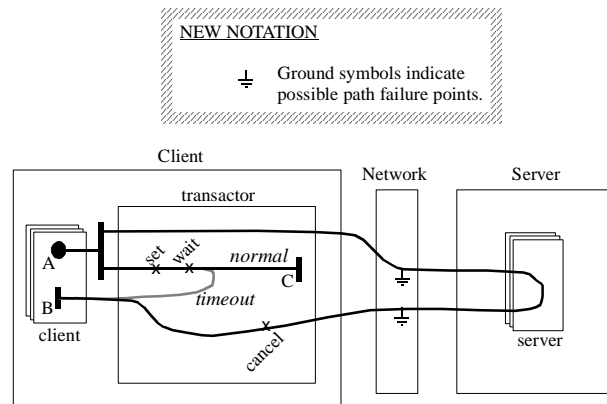 NEW NOTATION
Ground symbols indicate
possible path failure points.
Client
Network
Server
transactor
A
set
wait
normal
C
B
timeout
client
cancel
server